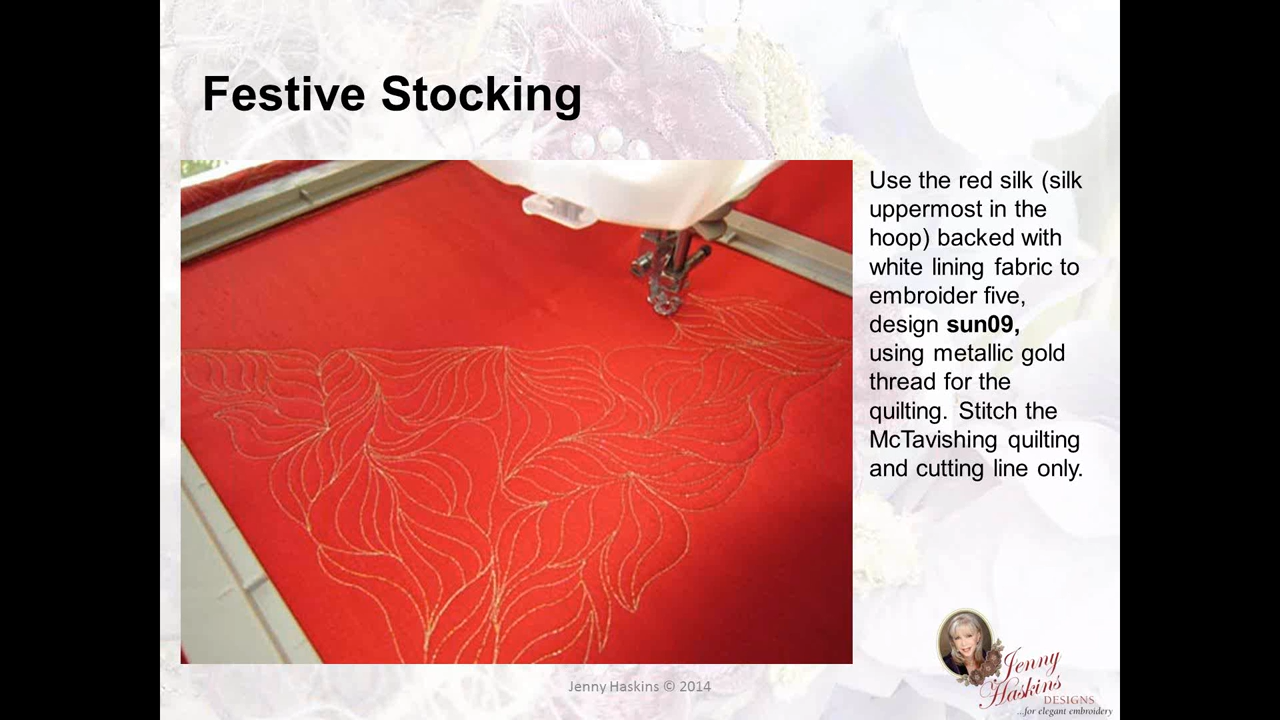 Festive Stocking
Use the red silk (silk
uppermost in the
hoop) backed with
white lining fabric to
embroider five,
design sun09,
using metallic gold
thread for the
quilting. Stitch the
McTavishing quilting
and cutting line only.
Jenny Haskins © 2014
Jenny
Haskins
DESIGNS
...for elegant embroidery